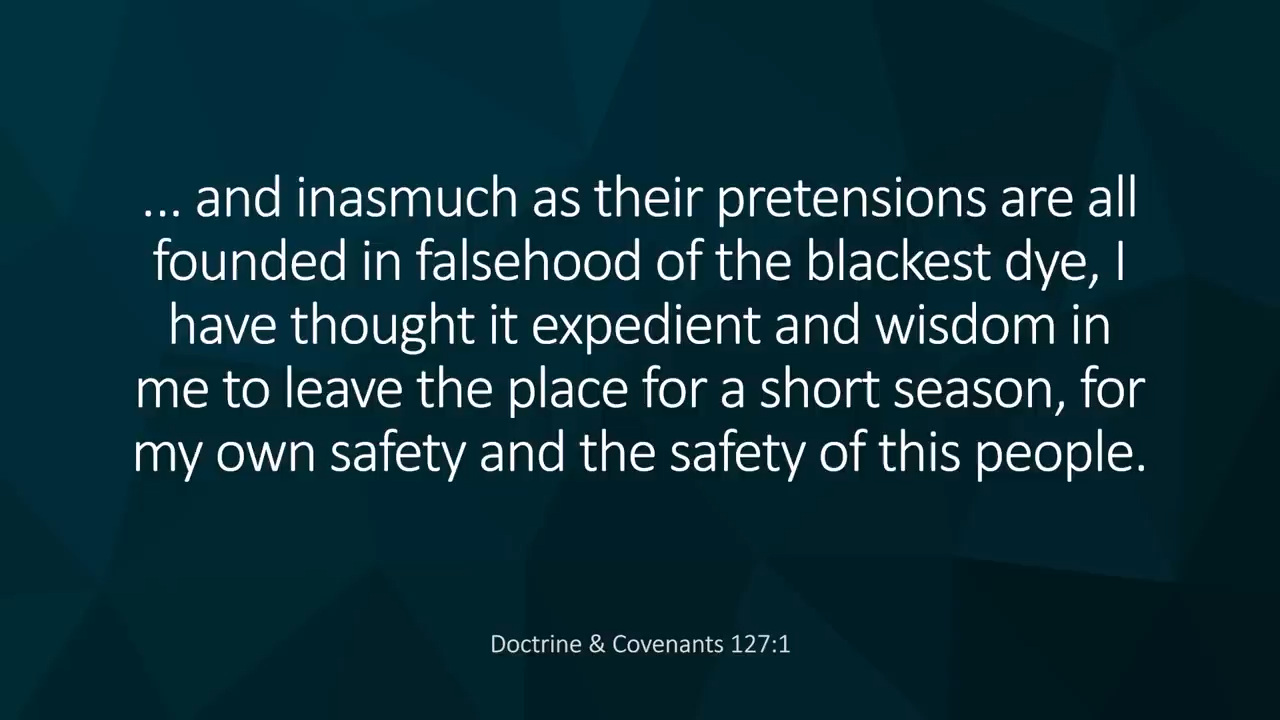 ... and inasmuch as their pretensions are all
founded in falsehood of the blackest dye, I
have thought it expedient and wisdom in
me to leave the place for a short season, for
my own safety and the safety of this people.
Doctrine & Covenants 127:1